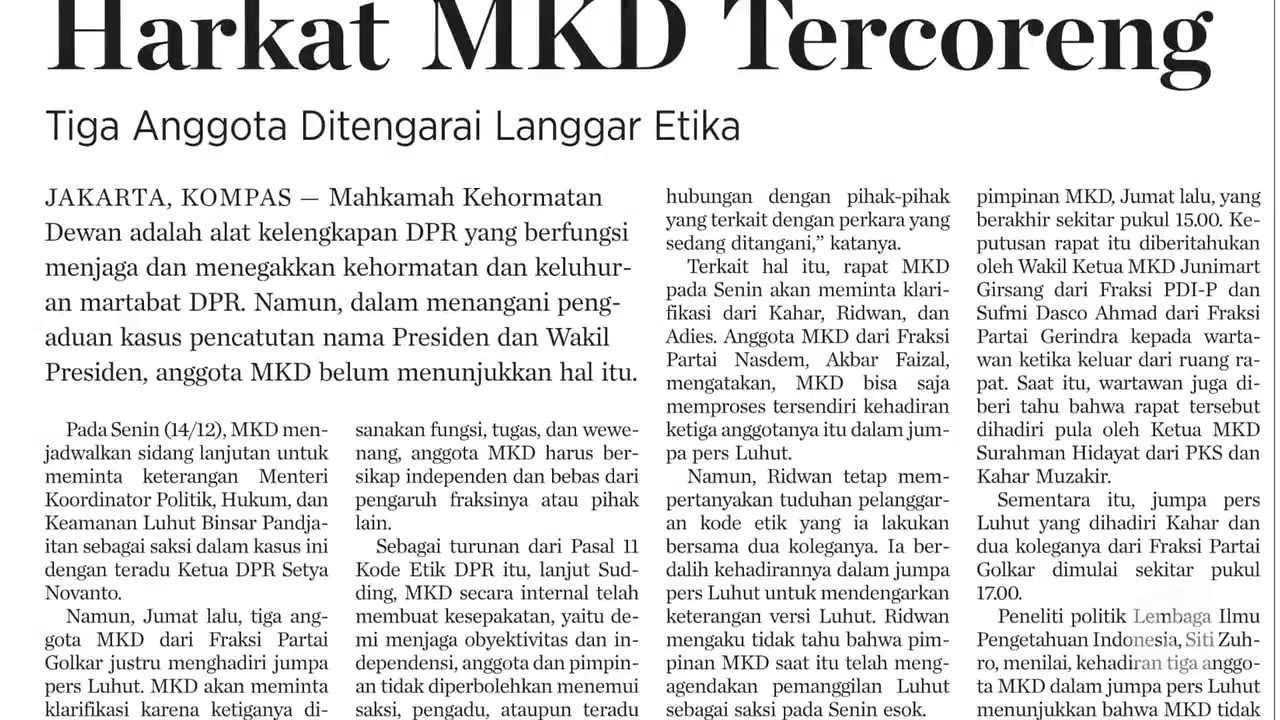 Harkat MKD Tercoreng
Tiga Anggota Ditengarai Langgar Etika
JAKARTA, KOMPAS — Mahkamah Kehormatan
Dewan adalah alat kelengkapan DPR yang berfungsi
menjaga dan menegakkan kehormatan dan keluhur-
an martabat DPR. Namun, dalam menangani peng-
aduan kasus pencatutan nama Presiden dan Wakil
Presiden, anggota MKD belum menunjukkan hal itu.
Pada Senin (14/12), MKD men-
jadwalkan sidang lanjutan untuk
meminta keterangan Menteri
Koordinator Politik, Hukum, dan
Keamanan Luhut Binsar Pandja-
itan sebagai saksi dalam kasus ini
dengan teradu Ketua DPR Setya
Novanto.
Namun, Jumat lalu, tiga ang-
gota MKD dari Fraksi Partai
Golkar justru menghadiri jumpa
pers Luhut. MKD akan meminta
klarifikasi karena ketiganya di-
sanakan fungsi, tugas, dan wewe-
nang, anggota MKD harus ber-
sikap independen dan bebas dari
pengaruh fraksinya atau pihak
lain.
Sebagai turunan dari Pasal 11
Kode Etik DPR itu, lanjut Sud-
ding, MKD secara internal telah
membuat kesepakatan, yaitu de-
mi menjaga obyektivitas dan in-
dependensi, anggota dan pimpin-
an tidak diperbolehkan menemui
saksi, pengadu, ataupun teradu
hubungan dengan pihak-pihak
yang terkait dengan perkara yang
sedang ditangani,” katanya.
Terkait hal itu, rapat MKD
pada Senin akan meminta klari-
fikasi dari Kahar, Ridwan, dan
Adies. Anggota MKD dari Fraksi
Partai Nasdem, Akbar Faizal,
mengatakan, MKD bisa saja
memproses tersendiri kehadiran
ketiga anggotanya itu dalam jum-
pa pers Luhut.
Namun, Ridwan tetap mem-
pertanyakan tuduhan pelanggar-
an kode etik yang ia lakukan
bersama dua koleganya. Ia ber-
dalih kehadirannya dalam jumpa
pers Luhut untuk mendengarkan
keterangan versi Luhut. Ridwan
mengaku tidak tahu bahwa pim-
pinan MKD saat itu telah meng-
agendakan pemanggilan Luhut
sebagai saksi pada Senin esok.
pimpinan MKD, Jumat lalu, yang
berakhir sekitar pukul 15.00. Ke-
putusan rapat itu diberitahukan
oleh Wakil Ketua MKD Junimart
Girsang dari Fraksi PDI-P dan
Sufmi Dasco Ahmad dari Fraksi
Partai Gerindra kepada warta-
wan ketika keluar dari ruang ra-
pat. Saat itu, wartawan juga di-
beri tahu bahwa rapat tersebut
dihadiri pula oleh Ketua MKD
Surahman Hidayat dari PKS dan
Kahar Muzakir.
Sementara itu, jumpa pers
Luhut yang dihadiri Kahar dan
dua koleganya dari Fraksi Partai
Golkar dimulai sekitar pukul
17.00.
Peneliti politik Lembaga Ilmu
Pengetahuan Indonesia, Siti Zuh-
ro, menilai, kehadiran tiga anggo-
ta MKD dalam jumpa pers Luhut
menunjukkan bahwa MKD tidak